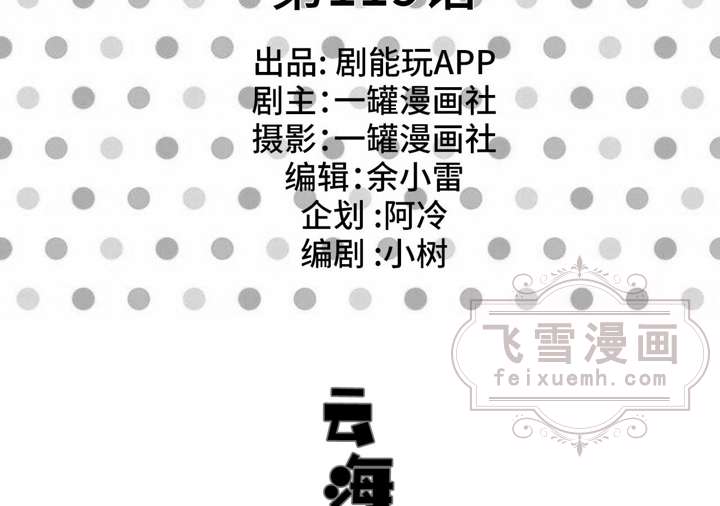 出品: 剧能玩APP
剧主:一罐漫画社
摄影:一罐漫画社
编辑:余小雷
企划 :阿冷
编剧 :小树
飞雪漫画
feixuemh.com
云
海